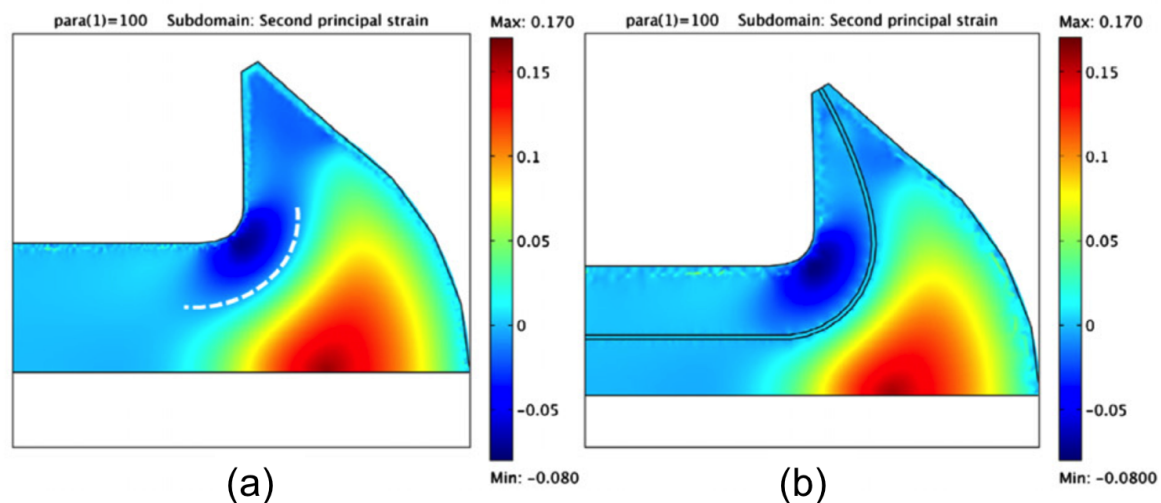 para(1)=100 Subdomain: Second principal strain
Max: 0.170
0.15
0.1
0.05
0
-0.05
Min: -0.080
(a)
para(1)=100 Subdomain: Second principal strain
Max: 0.170
0.15
0.1
0.05
0
-0.05
Min: -0.0800
(b)